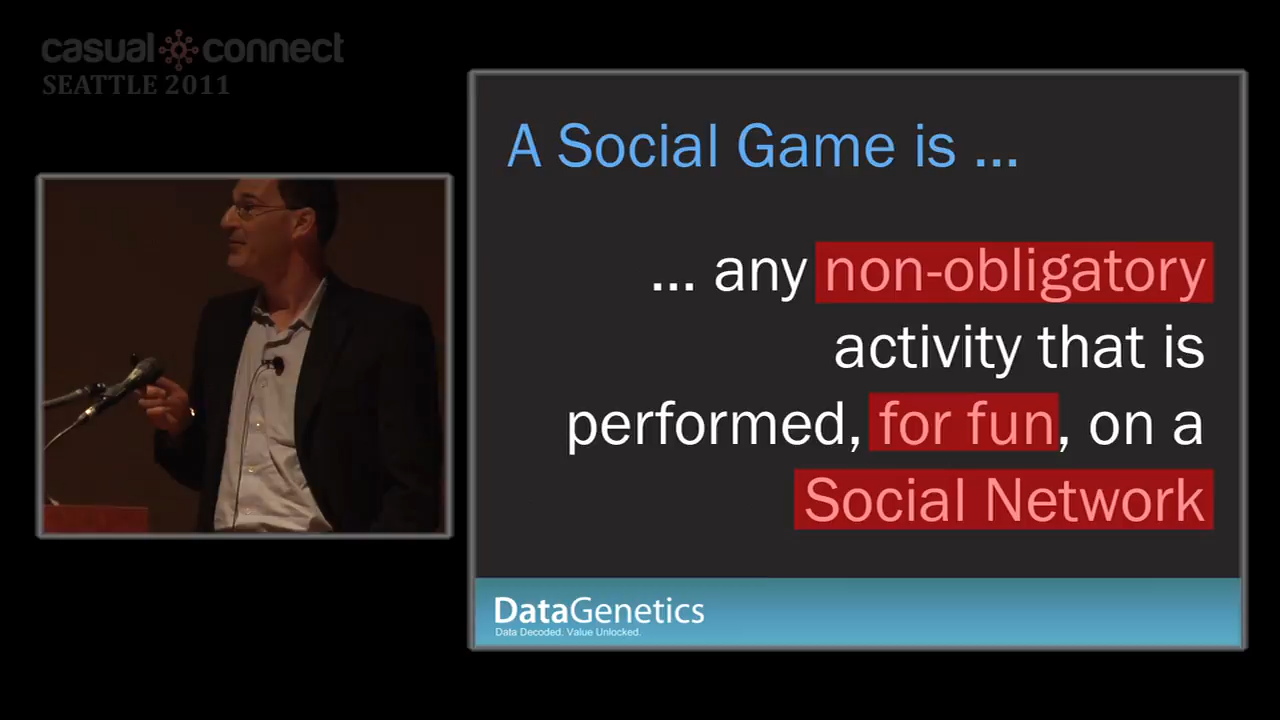 casual connect
SEATTLE 2011
A Social Game is ...
... any non-obligatory
activity that is
performed, for fun, on a
Social Network
DataGenetics
Data Decoded. Value Unlocked.